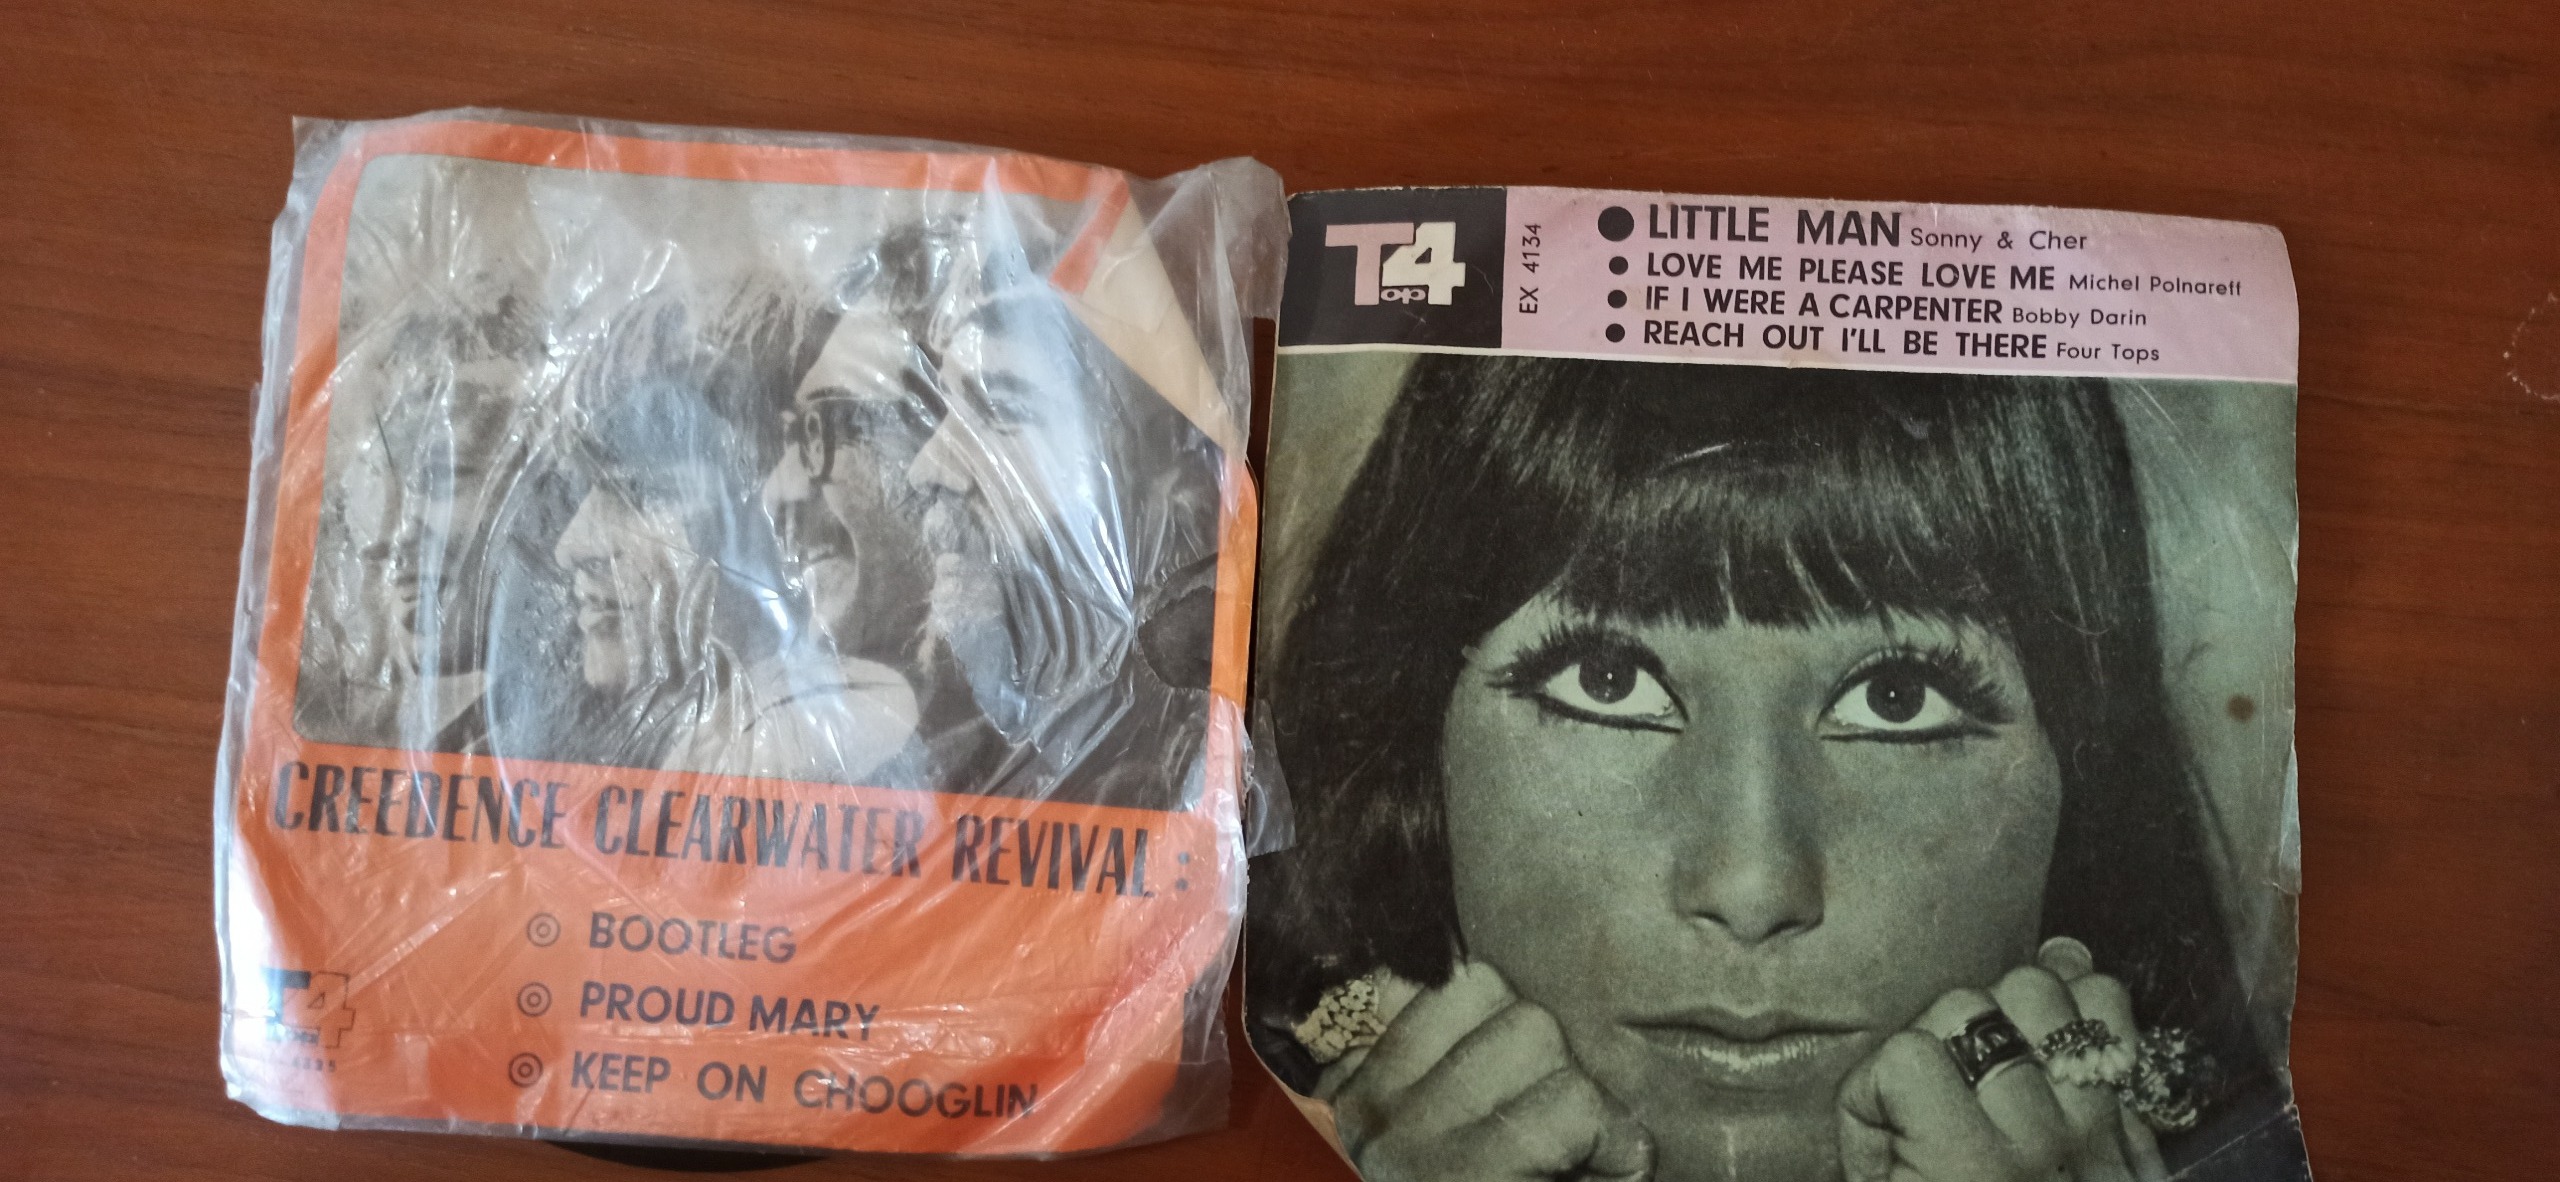 CREEDENCE CLEARWATER REVIVAL :
BOOTLEG
PROUD MARY
KEEP ON CHOOGLIN
T4
Top4
EX 4134
LITTLE MAN Sonny & Cher
LOVE ME PLEASE LOVE ME Michel Polnareff
IF I WERE A CARPENTER Bobby Darin
REACH OUT I'LL BE THERE Four Tops